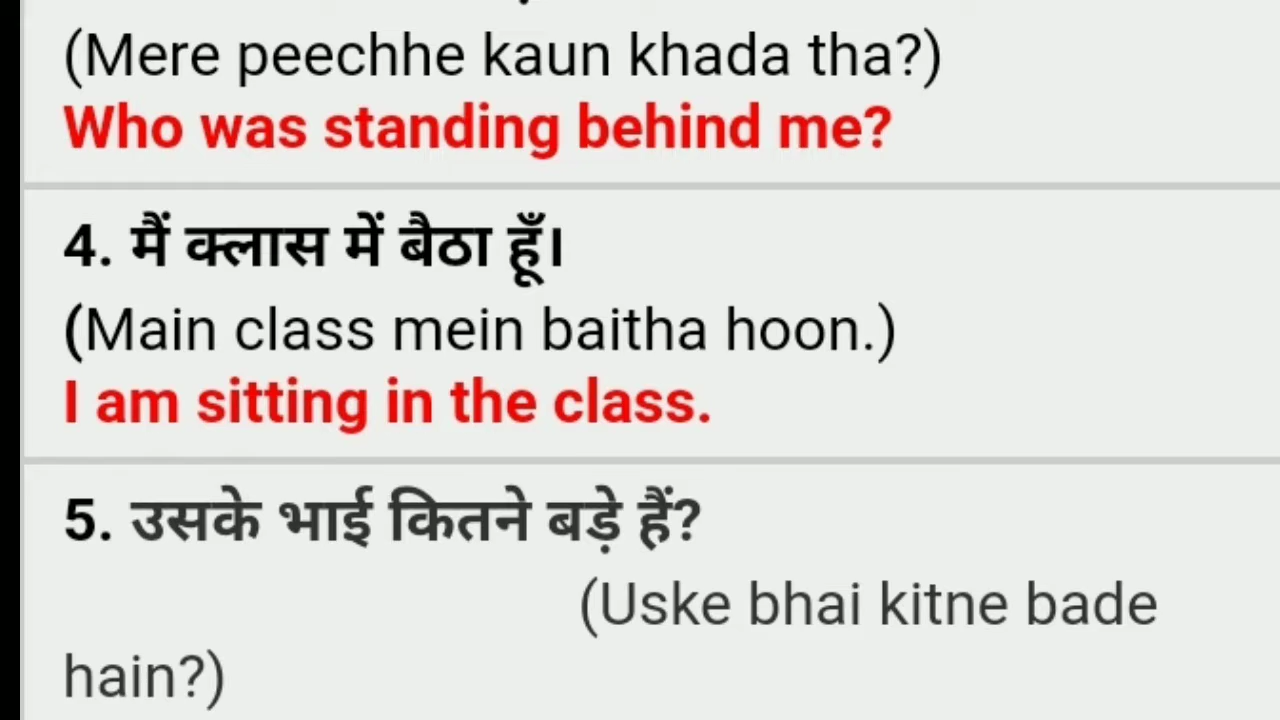 (Mere peechhe kaun khada tha?)
Who was standing behind me?
4. मैं क्लास में बैठा हूँ।
(Main class mein baitha hoon.)
I am sitting in the class.
5. उसके भाई कितने बड़े हैं?
(Uske bhai kitne bade
hain?)